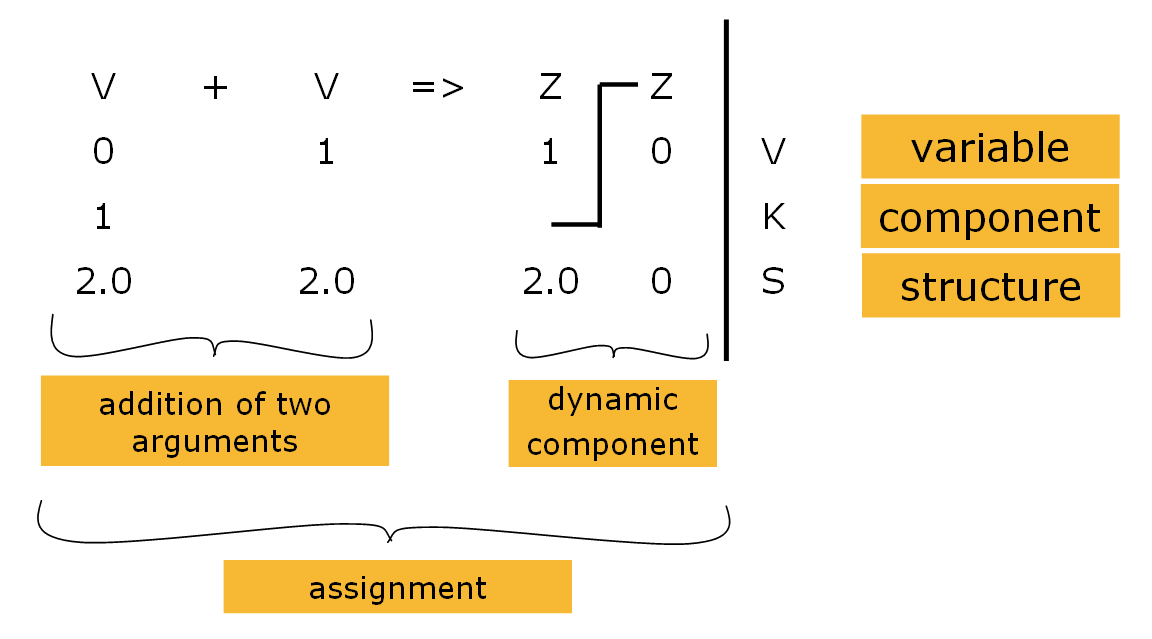 V + V => Z Z
0 1 1 0 V variable
1 K component
2.0 2.0 2.0 0 S structure
addition of two
arguments
dynamic
component
assignment